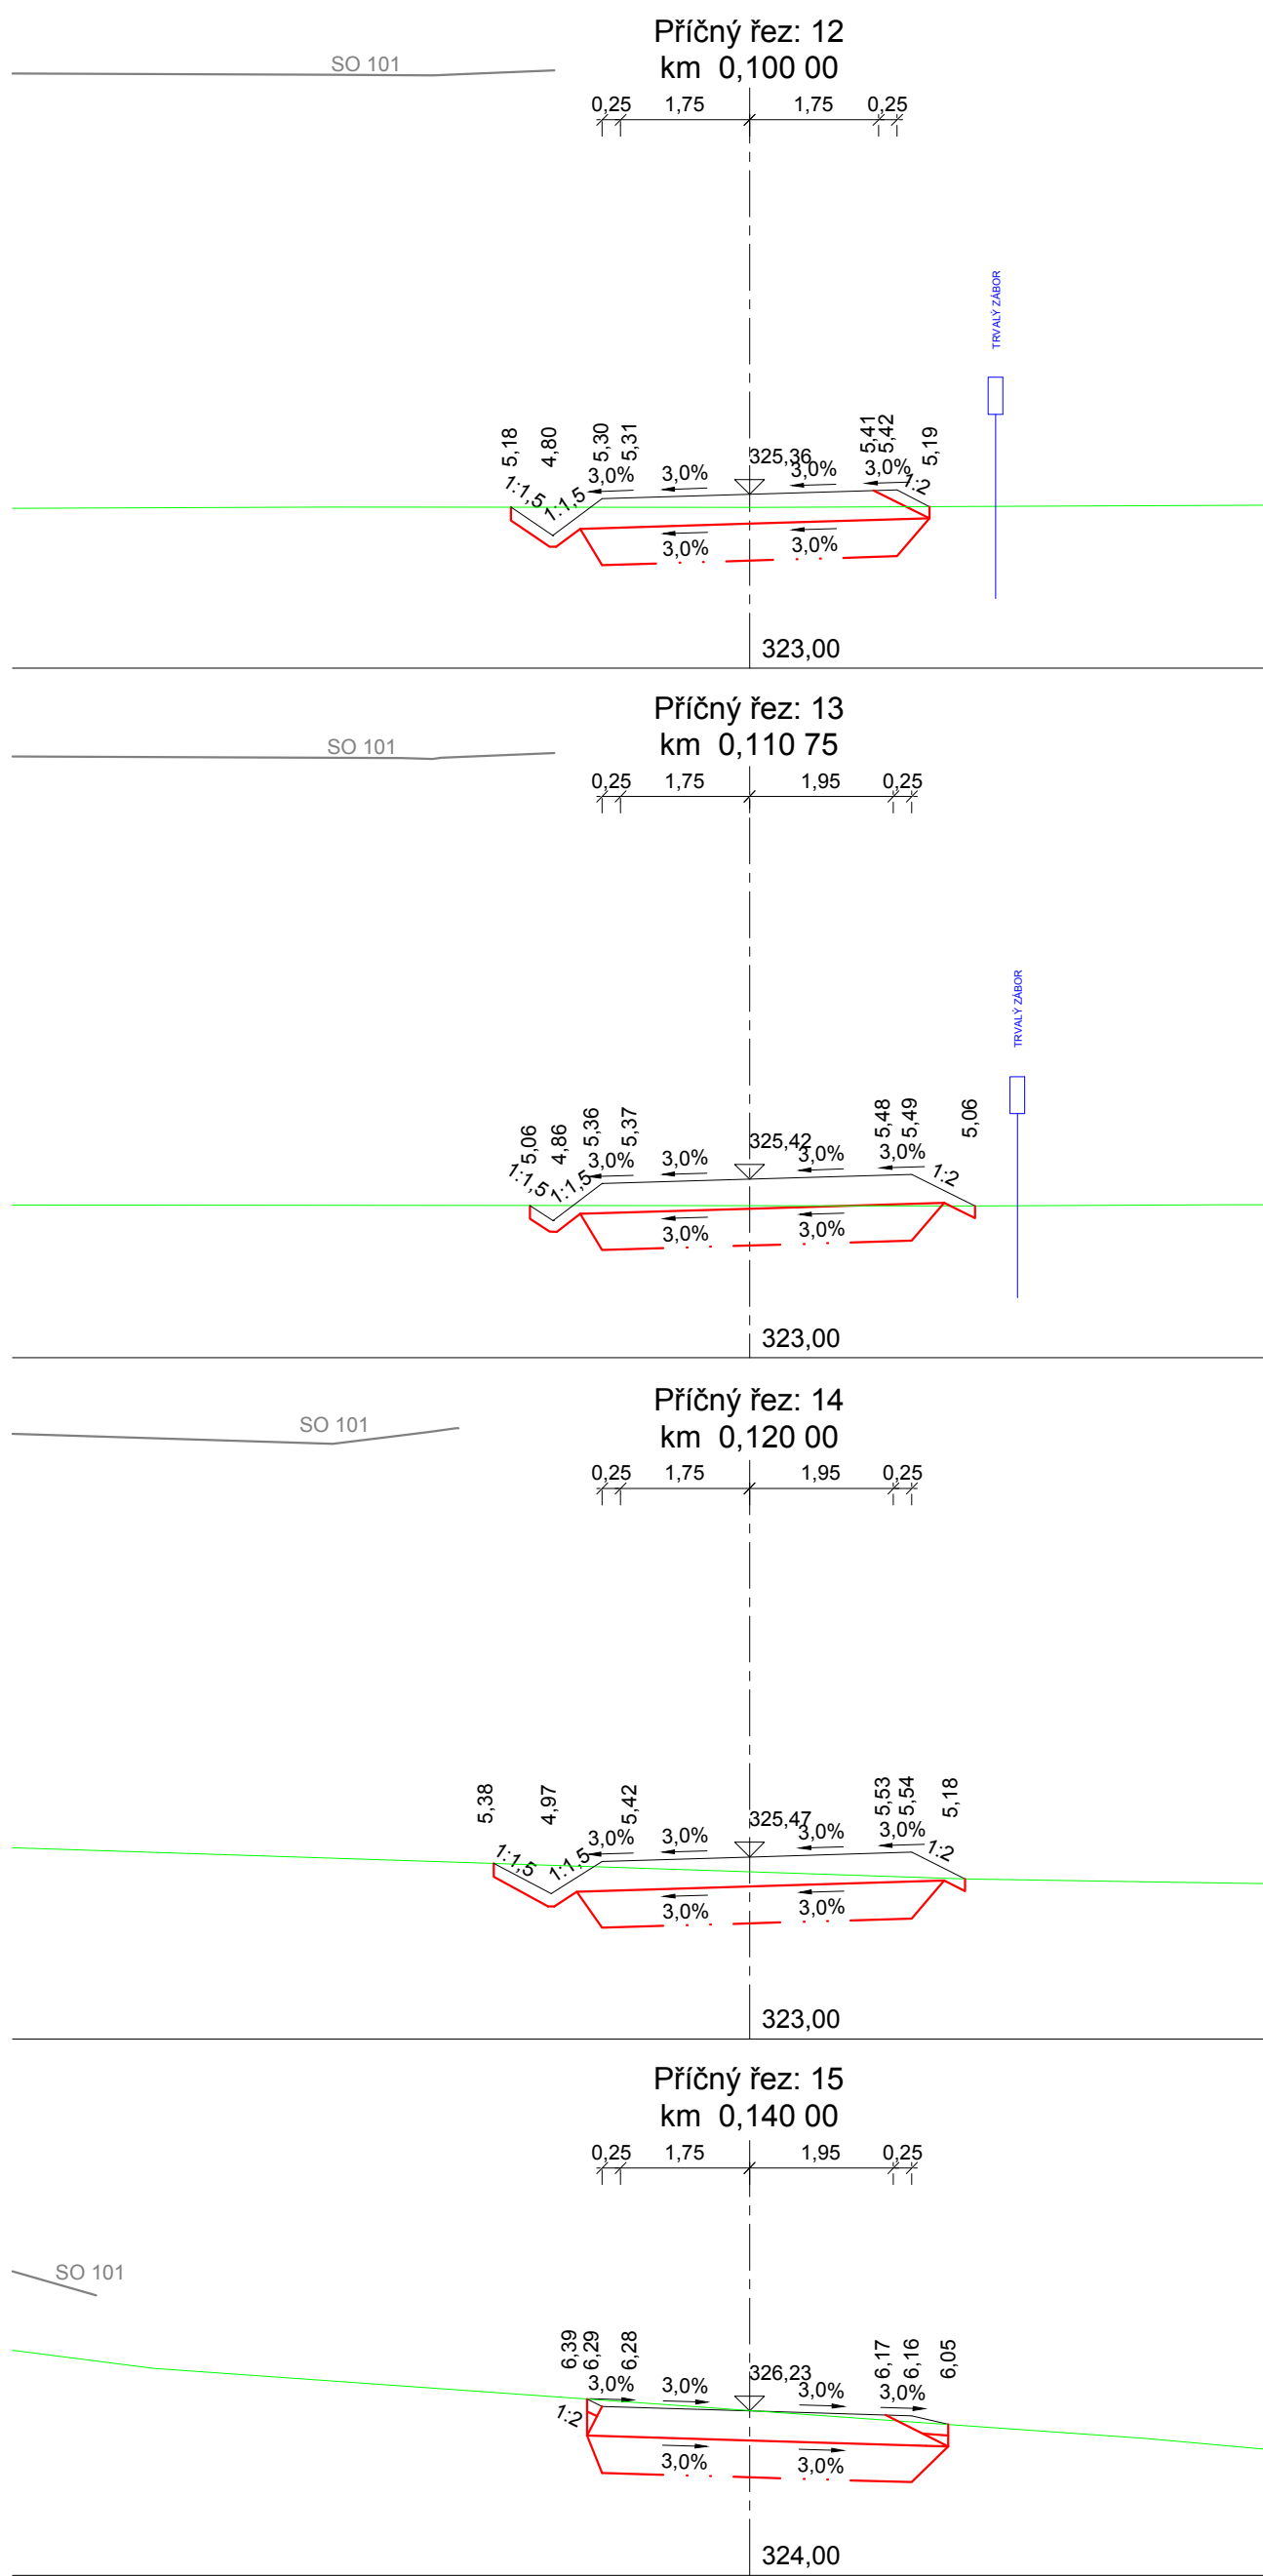 Příčný řez: 12
km 0,100 00
SO 101
0,25 1,75 1,75 0,25
TRVALÝ ZÁBOR
5,18 4,80 5,30 5,31 325,36 5,41 5,42 5,19
1:1,5 1:1,5 3,0% 3,0% 3,0% 3,0% 1:2
3,0% 3,0%
323,00
Příčný řez: 13
km 0,110 75
SO 101
0,25 1,75 1,95 0,25
TRVALÝ ZÁBOR
5,06 4,86 5,36 5,37 325,42 5,48 5,49 5,06
1:1,5 1:1,5 3,0% 3,0% 3,0% 3,0% 1:2
3,0% 3,0%
323,00
Příčný řez: 14
km 0,120 00
SO 101
0,25 1,75 1,95 0,25
5,38 4,97 5,42 325,47 5,53 5,54 5,18
1:1,5 1:1,5 3,0% 3,0% 3,0% 3,0% 1:2
3,0% 3,0%
323,00
Příčný řez: 15
km 0,140 00
0,25 1,75 1,95 0,25
SO 101
6,39 6,29 6,28 326,23 6,17 6,16 6,05
1:2 3,0% 3,0% 3,0% 3,0%
3,0% 3,0%
324,00